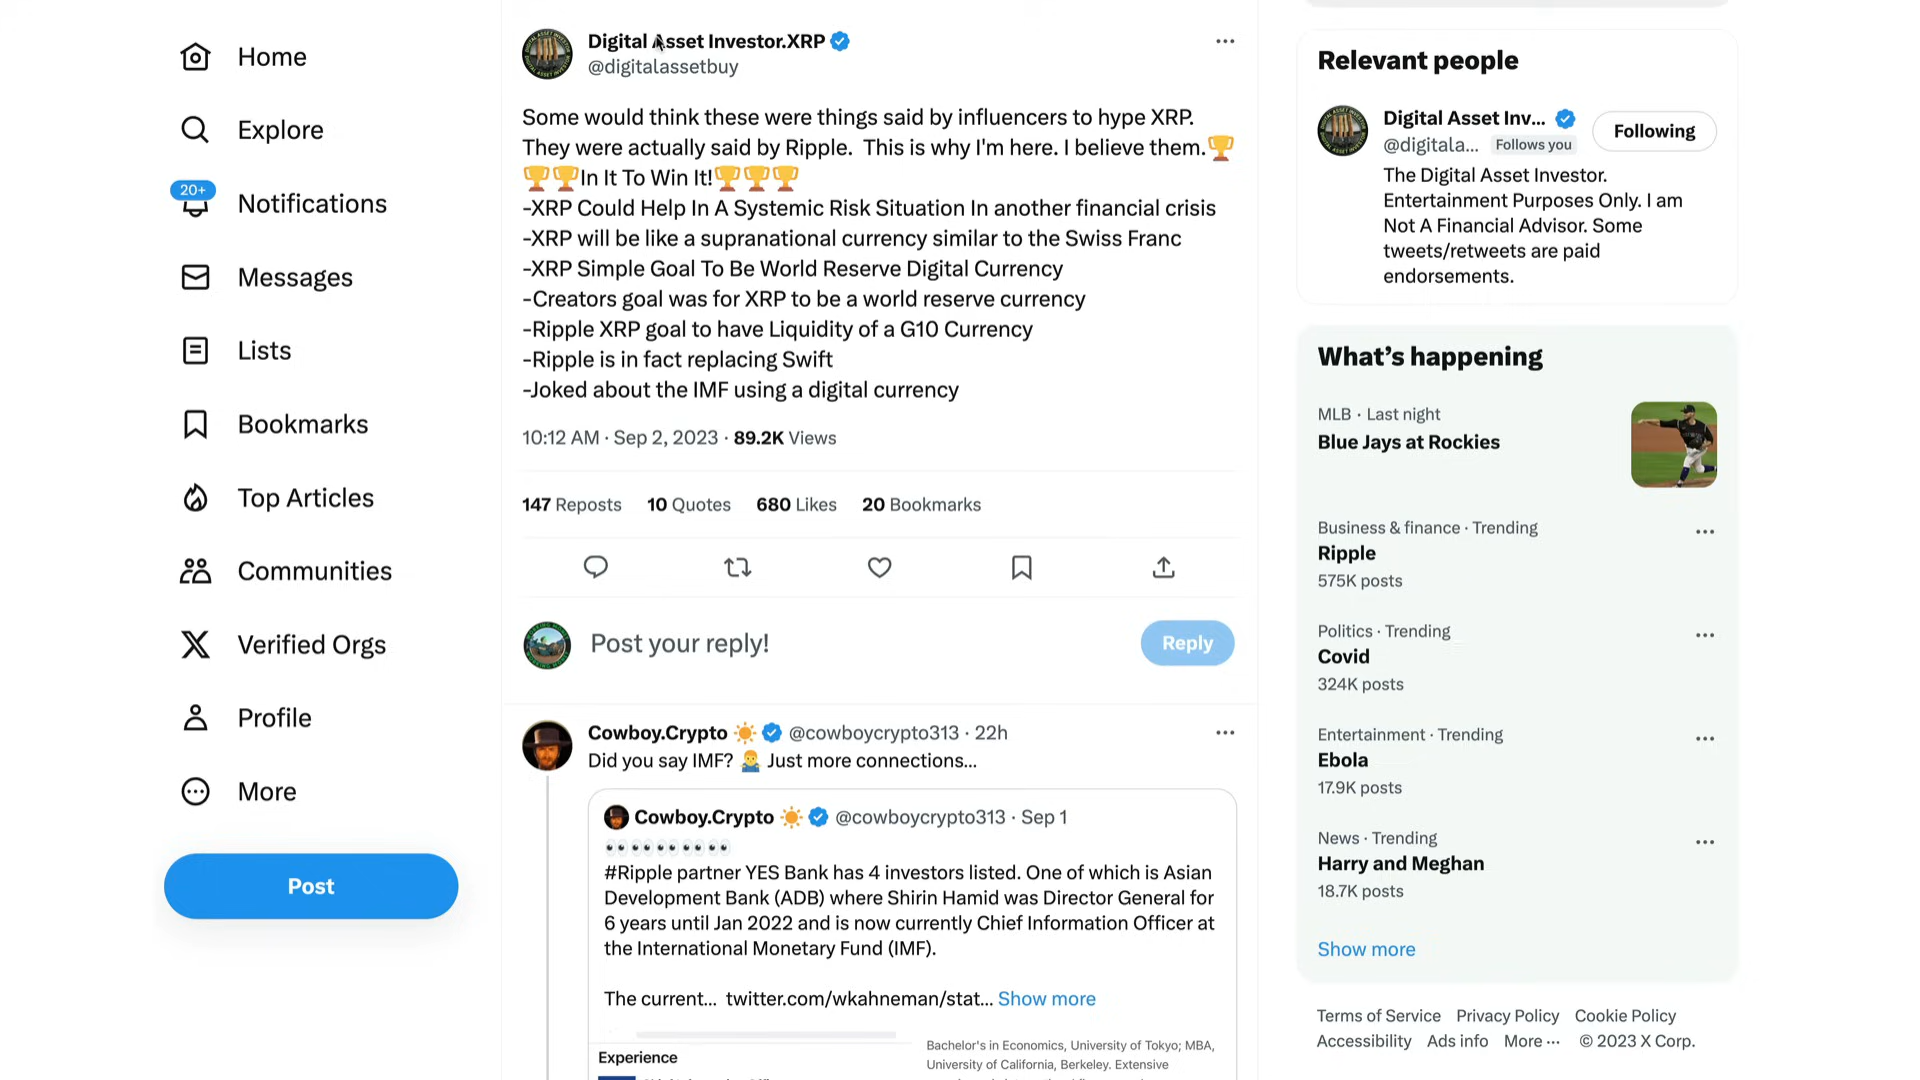 Home
Explore
20+
Notifications
Messages
Lists
Bookmarks
Top Articles
Communities
Verified Orgs
Profile
More
Post
Digital Asset Investor.XRP
@digitalassetbuy
Some would think these were things said by influencers to hype XRP.
They were actually said by Ripple.  This is why I'm here. I believe them.🏆
🏆🏆In It To Win It!🏆🏆🏆
-XRP Could Help In A Systemic Risk Situation In another financial crisis
-XRP will be like a supranational currency similar to the Swiss Franc
-XRP Simple Goal To Be World Reserve Digital Currency
-Creators goal was for XRP to be a world reserve currency
-Ripple XRP goal to have Liquidity of a G10 Currency
-Ripple is in fact replacing Swift
-Joked about the IMF using a digital currency
10:12 AM · Sep 2, 2023 · 89.2K Views
147 Reposts 10 Quotes 680 Likes 20 Bookmarks
Post your reply!
Reply
Cowboy.Crypto ☀️ @cowboycrypto313 · 22h
Did you say IMF? 🤷‍♂️ Just more connections...
Cowboy.Crypto ☀️ @cowboycrypto313 · Sep 1
👀👀👀👀👀
#Ripple partner YES Bank has 4 investors listed. One of which is Asian
Development Bank (ADB) where Shirin Hamid was Director General for
6 years until Jan 2022 and is now currently Chief Information Officer at
the International Monetary Fund (IMF).
The current...  twitter.com/wkahneman/stat... Show more
Experience
Bachelor's in Economics, University of Tokyo; MBA,
University of California, Berkeley. Extensive
Relevant people
Digital Asset Inv...
@digitala... Follows you
Following
The Digital Asset Investor.
Entertainment Purposes Only. I am
Not A Financial Advisor. Some
tweets/retweets are paid
endorsements.
What's happening
MLB · Last night
Blue Jays at Rockies
Business & finance · Trending
Ripple
575K posts
Politics · Trending
Covid
324K posts
Entertainment · Trending
Ebola
17.9K posts
News · Trending
Harry and Meghan
18.7K posts
Show more
Terms of Service Privacy Policy Cookie Policy
Accessibility Ads info More ··· © 2023 X Corp.